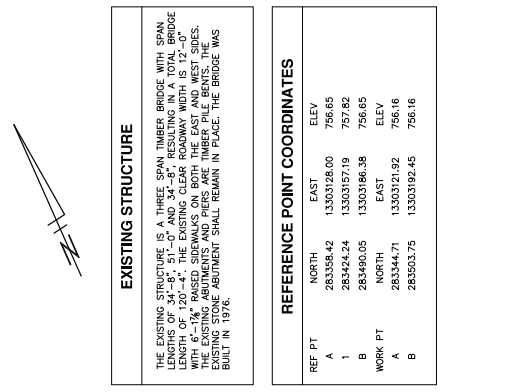 EXISTING STRUCTURE
THE EXISTING STRUCTURE IS A THREE SPAN TIMBER BRIDGE WITH SPAN
LENGTHS OF 34'-8", 51'-0" AND 34'-8", RESULTING IN A TOTAL BRIDGE
LENGTH OF 120'-4". THE EXISTING CLEAR ROADWAY WIDTH IS 12'-0"
WITH 6'-1⅞" RAISED SIDEWALKS ON BOTH THE EAST AND WEST SIDES.
THE EXISTING ABUTMENTS AND PIERS ARE TIMBER PILE BENTS. THE
EXISTING STONE ABUTMENT SHALL REMAIN IN PLACE. THE BRIDGE WAS
BUILT IN 1976.
REFERENCE POINT COORDINATES
REF PT NORTH EAST ELEV
A 283358.42 13303128.00 756.65
1 283424.24 13303157.19 757.82
B 283490.05 13303186.38 756.65
WORK PT NORTH EAST ELEV
A 283344.71 13303121.92 756.16
B 283503.75 13303192.45 756.16
N